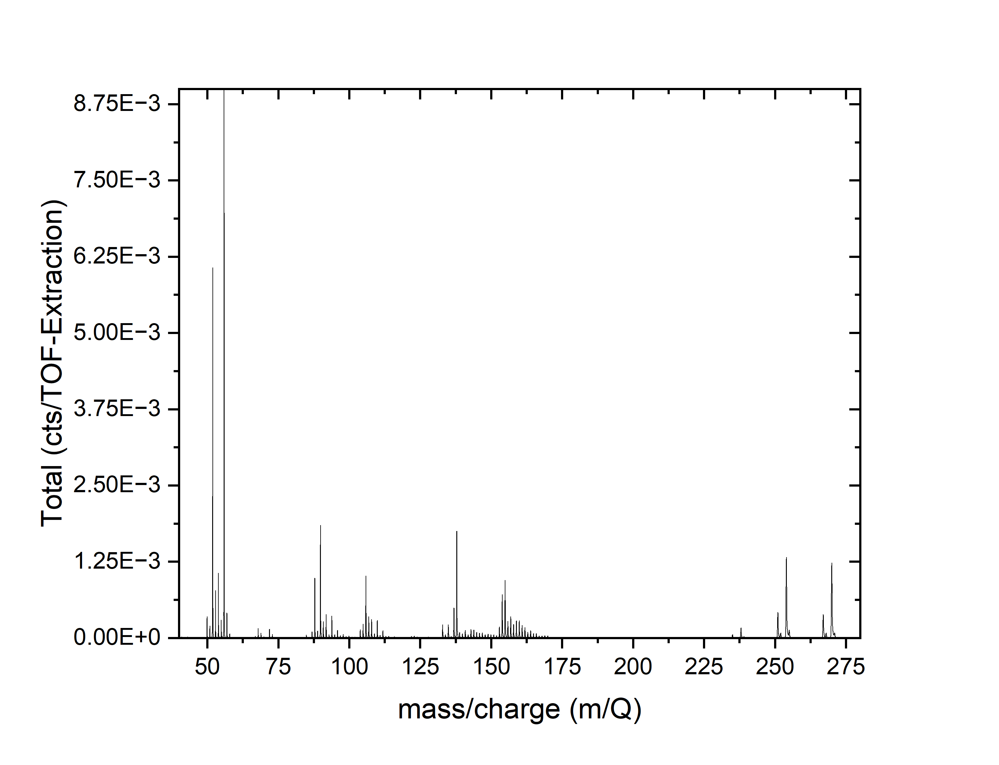 Total (cts/TOF-Extraction)
8.75E−3
7.50E−3
6.25E−3
5.00E−3
3.75E−3
2.50E−3
1.25E−3
0.00E+0
50 75 100 125 150 175 200 225 250 275
mass/charge (m/Q)